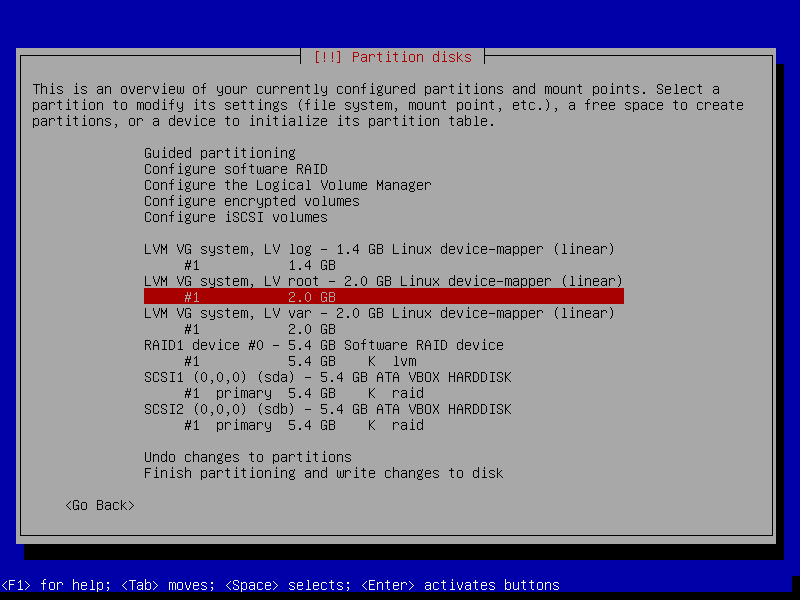 [!!] Partition disks
This is an overview of your currently configured partitions and mount points. Select a
partition to modify its settings (file system, mount point, etc.), a free space to create
partitions, or a device to initialize its partition table.
Guided partitioning
Configure software RAID
Configure the Logical Volume Manager
Configure encrypted volumes
Configure iSCSI volumes
LVM VG system, LV log - 1.4 GB Linux device-mapper (linear)
#1 1.4 GB
LVM VG system, LV root - 2.0 GB Linux device-mapper (linear)
#1 2.0 GB
LVM VG system, LV var - 2.0 GB Linux device-mapper (linear)
#1 2.0 GB
RAID1 device #0 - 5.4 GB Software RAID device
#1 5.4 GB K lvm
SCSI1 (0,0,0) (sda) - 5.4 GB ATA VBOX HARDDISK
#1 primary 5.4 GB K raid
SCSI2 (0,0,0) (sdb) - 5.4 GB ATA VBOX HARDDISK
#1 primary 5.4 GB K raid
Undo changes to partitions
Finish partitioning and write changes to disk
<Go Back>
<F1> for help; <Tab> moves; <Space> selects; <Enter> activates buttons